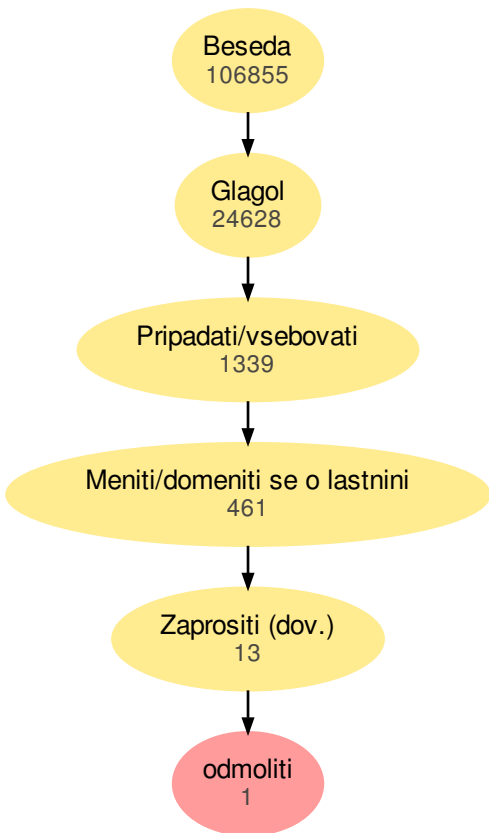 Beseda
106855
Glagol
24628
Pripadati/vsebovati
1339
Meniti/domeniti se o lastnini
461
Zaprositi (dov.)
13
odmoliti
1